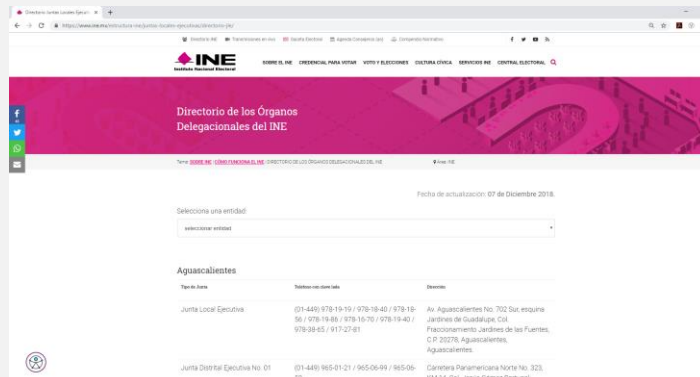 Directorio Juntas Locales Ejecu
https://www.ine.mx/estructura-ine/juntas-locales-ejecutivas/directorio-jle/
Directorio INE Transmisiones en vivo Gaceta Electoral Agenda Consejeros (as) Compendio Normativo
INE
Instituto Nacional Electoral
SOBRE EL INE CREDENCIAL PARA VOTAR VOTO Y ELECCIONES CULTURA CÍVICA SERVICIOS INE CENTRAL ELECTORAL
Directorio de los Órganos
Delegacionales del INE
Tema: SOBRE INE / CÓMO FUNCIONA EL INE / DIRECTORIO DE LOS ÓRGANOS DELEGACIONALES DEL INE Área: INE
Fecha de actualización: 07 de Diciembre 2018.
Selecciona una entidad:
seleccionar entidad
Aguascalientes
Tipo de Junta Teléfono con clave lada Dirección
Junta Local Ejecutiva (01-449) 978-19-19 / 978-18-40 / 978-18- Av. Aguascalientes No. 702 Sur, esquina
56 / 978-19-86 / 978-16-70 / 978-19-40 / Jardines de Guadalupe, Col.
978-38-65 / 917-27-81 Fraccionamiento Jardines de las Fuentes,
C.P. 20278, Aguascalientes,
Aguascalientes.
Junta Distrital Ejecutiva No. 01 (01-449) 965-01-21 / 965-06-99 / 965-06- Carretera Panamericana Norte No. 323,